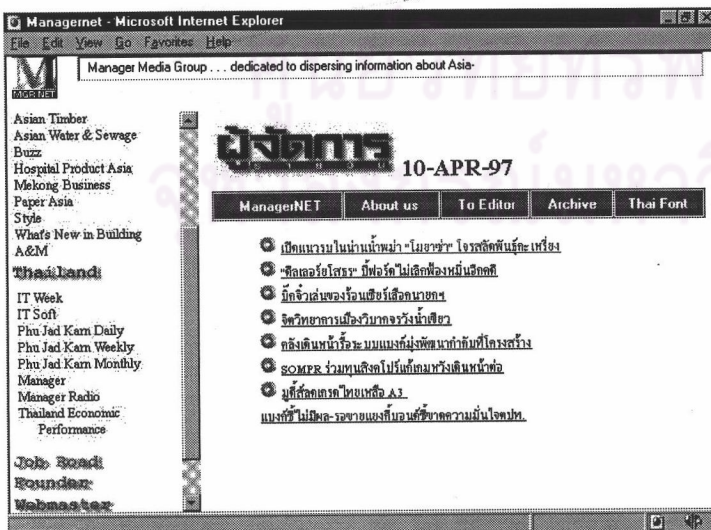 Managernet - Microsoft Internet Explorer
File Edit View Go Favorites Help
M
MGR NET
Manager Media Group . . . dedicated to dispersing information about Asia-
Asian Timber
Asian Water & Sewage
Buzz
Hospital Product Asia
Mekong Business
Paper Asia
Style
What's New in Building
A&M
Thailand
IT Week
IT Soft
Phu Jad Karn Daily
Phu Jad Karn Weekly
Phu Jad Karn Monthly
Manager
Manager Radio
Thailand Economic
Performance
Job Road
Rounder
Webmaster
ผู้จัดการ
10-APR-97
ManagerNET About us To Editor Archive Thai Font
เปิดแนวรบในน่านน้ำพม่า "โมยาซ่า" โจรสลัดพันธุ์กะเหรี่ยง
"ดีลเลอร์ยโสธร" บี้ฟอร์ดไม่เลิกฟ้องหมิ่นอีกคดี
บิ๊กจิ๋วเล่นของร้อนเชียร์เลือกนายกฯ
จิตวิทยาการเมืองวิบากจรวังน้ำเขียว
คลังเดินหน้ารื้อระบบแบงก์มุ่งพัฒนากำกับที่โครงสร้าง
SOMPR ร่วมทุนสิงคโปร์แก้เกมหวังเดินหน้าต่อ
มูดี้ส์ลดเกรดไทยเหลือ A3
แบงก์ชี้ไม่มีผล-รอขายแยงกี้บอนด์ชี้ขาดความมั่นใจตปท.